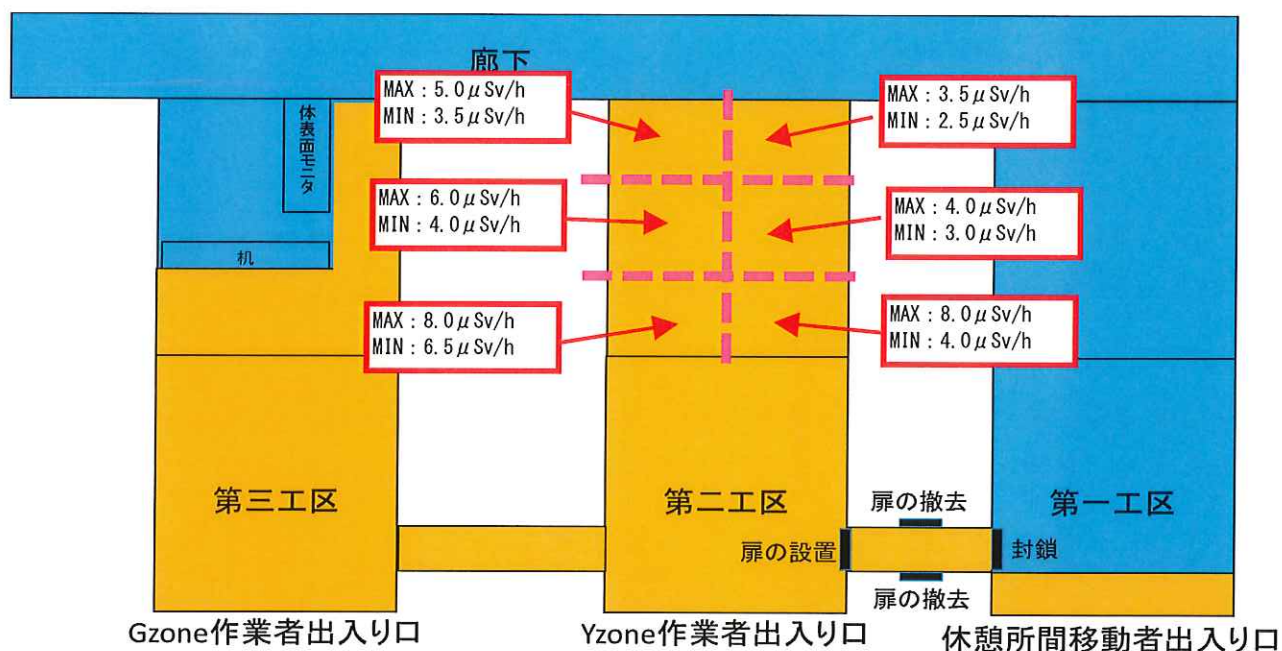 廊下
MAX：5.0μSv/h
MIN：3.5μSv/h
MAX：3.5μSv/h
MIN：2.5μSv/h
体表面モニタ
MAX：6.0μSv/h
MIN：4.0μSv/h
MAX：4.0μSv/h
MIN：3.0μSv/h
机
MAX：8.0μSv/h
MIN：6.5μSv/h
MAX：8.0μSv/h
MIN：4.0μSv/h
第三工区
第二工区
扉の撤去
第一工区
扉の設置
封鎖
扉の撤去
Gzone作業者出入り口
Yzone作業者出入り口
休憩所間移動者出入り口